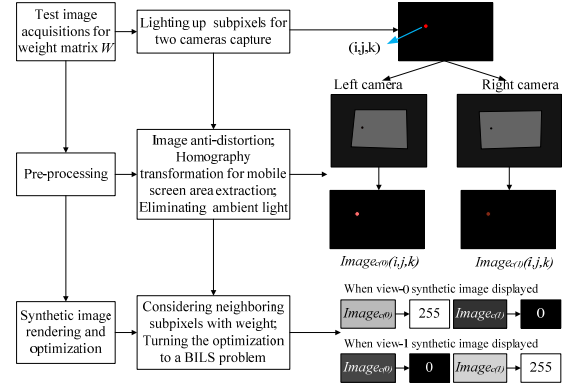 Test image
acquisitions for
weight matrix W
Lighting up subpixels for
two cameras capture
(i,j,k)
Left camera
Right camera
Pre-processing
Image anti-distortion;
Homography
transformation for mobile
screen area extraction;
Eliminating ambient light
Imagec(0)(i,j,k)
Imagec(1)(i,j,k)
Synthetic image
rendering and
optimization
Considering neighboring
subpixels with weight;
Turning the optimization
to a BILS problem
When view-0 synthetic image displayed
Imagec(0) 255 Imagec(1) 0
When view-1 synthetic image displayed
Imagec(0) 0 Imagec(1) 255